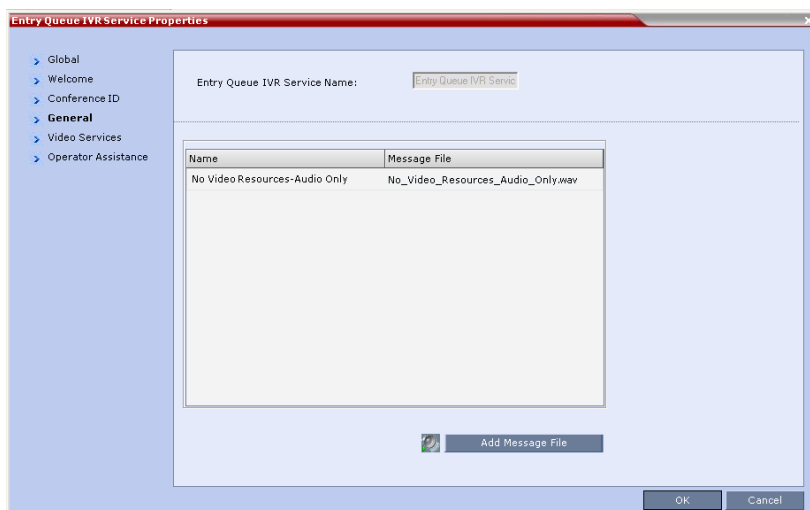 Entry Queue IVR Service Properties
Global
Welcome
Conference ID
General
Video Services
Operator Assistance
Entry Queue IVR Service Name:
Entry Queue IVR Servic
Name
Message File
No Video Resources-Audio Only
No_Video_Resources_Audio_Only.wav
Add Message File
OK
Cancel